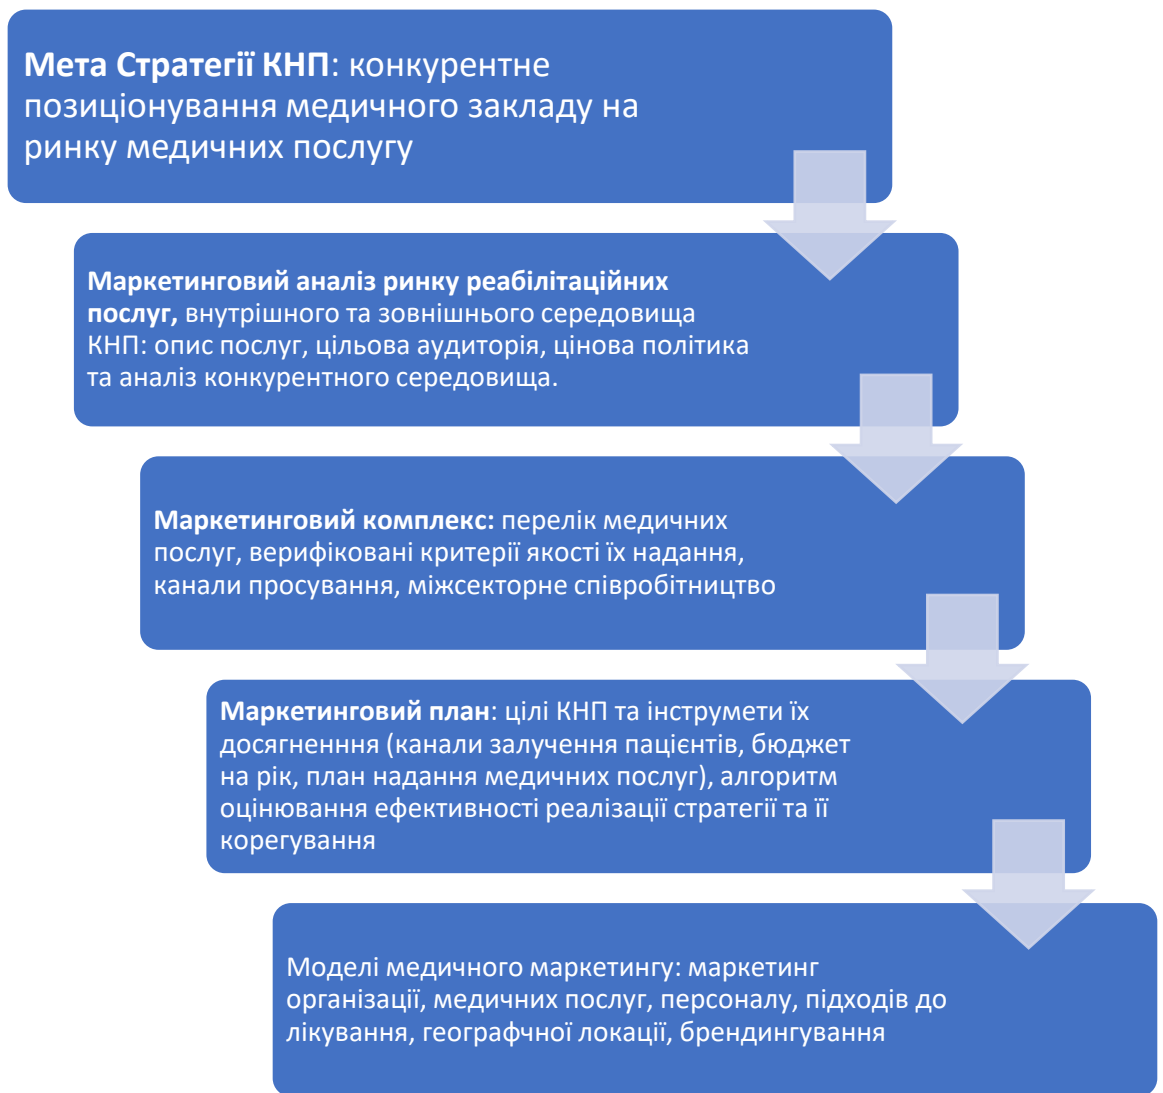 Мета Стратегії КНП: конкурентне
позиціонування медичного закладу на
ринку медичних послугу
Маркетинговий аналіз ринку реабілітаційних
послуг, внутрішного та зовнішнього середовища
КНП: опис послуг, цільова аудиторія, цінова політика
та аналіз конкурентного середовища.
Маркетинговий комплекс: перелік медичних
послуг, верифіковані критерії якості їх надання,
канали просування, міжсекторне співробітництво
Маркетинговий план: цілі КНП та інструмети їх
досягненння (канали залучення пацієнтів, бюджет
на рік, план надання медичних послуг), алгоритм
оцінювання ефективності реалізації стратегії та її
корегування
Моделі медичного маркетингу: маркетинг
організації, медичних послуг, персоналу, підходів до
лікування, географчної локації, брендингування